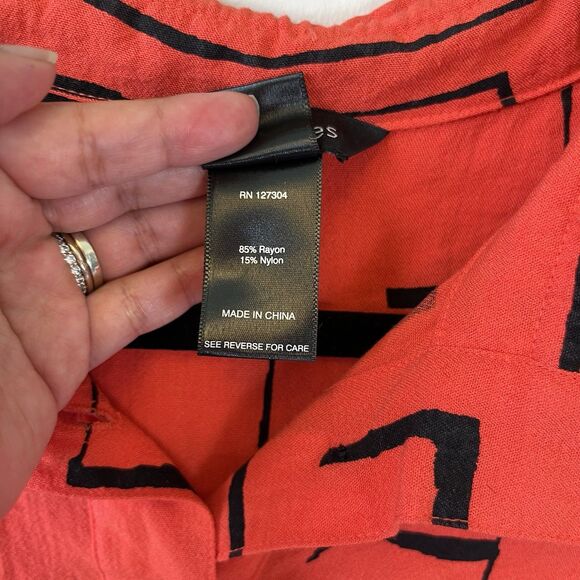 RN 127304
85% Rayon
15% Nylon
MADE IN CHINA
SEE REVERSE FOR CARE